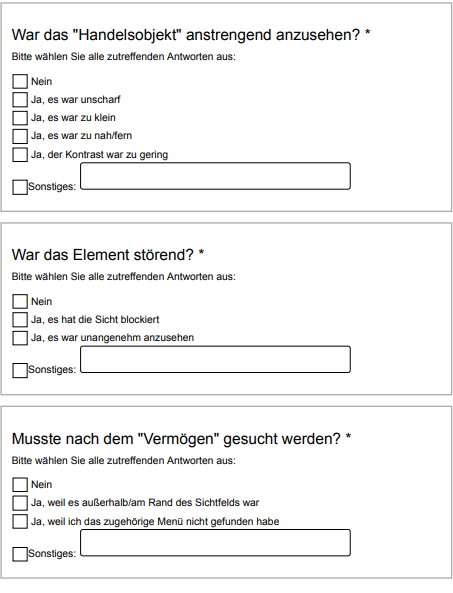 War das "Handelsobjekt" anstrengend anzusehen? *
Bitte wählen Sie alle zutreffenden Antworten aus:
Nein
Ja, es war unscharf
Ja, es war zu klein
Ja, es war zu nah/fern
Ja, der Kontrast war zu gering
Sonstiges:
War das Element störend? *
Bitte wählen Sie alle zutreffenden Antworten aus:
Nein
Ja, es hat die Sicht blockiert
Ja, es war unangenehm anzusehen
Sonstiges:
Musste nach dem "Vermögen" gesucht werden? *
Bitte wählen Sie alle zutreffenden Antworten aus:
Nein
Ja, weil es außerhalb/am Rand des Sichtfelds war
Ja, weil ich das zugehörige Menü nicht gefunden habe
Sonstiges: